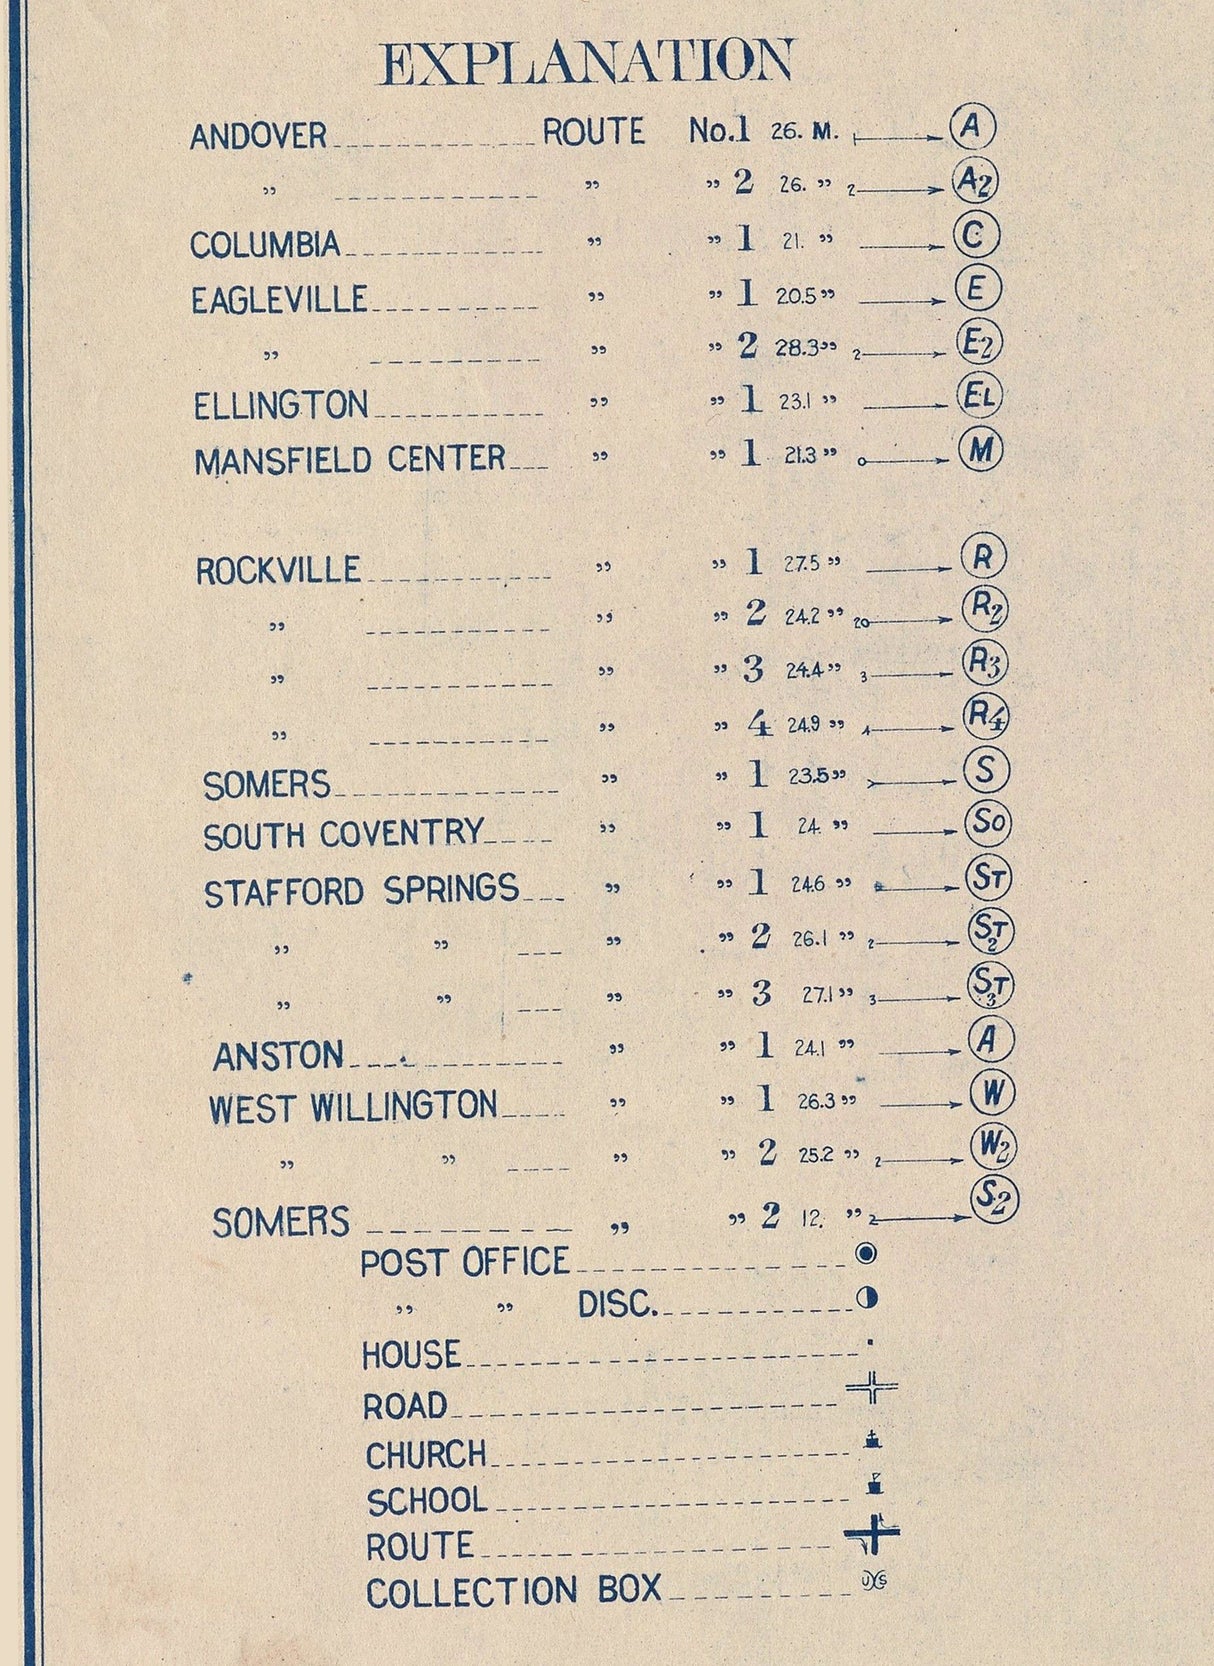 EXPLANATION
ANDOVER ROUTE No. 1 26. M. A
” ” ” 2 26. ” 2 A2
COLUMBIA ” ” 1 21. ” C
EAGLEVILLE ” ” 1 20.5 ” E
” ” ” 2 28.3 ” 2 E2
ELLINGTON ” ” 1 23.1 ” EL
MANSFIELD CENTER ” ” 1 21.3 ” M
ROCKVILLE ” ” 1 27.5 ” R
” ” ” 2 24.2 ” 2 R2
” ” ” 3 24.4 ” 3 R3
” ” ” 4 24.9 ” 4 R4
SOMERS ” ” 1 23.5 ” S
SOUTH COVENTRY ” ” 1 24. ” So
STAFFORD SPRINGS ” ” 1 24.6 ” ST
” ” ” ” 2 26.1 ” 2 ST2
” ” ” ” 3 27.1 ” 3 ST3
ANSTON ” ” 1 24.1 ” A
WEST WILLINGTON ” ” 1 26.3 ” W
” ” ” ” 2 25.2 ” 2 W2
SOMERS ” ” 2 12. ” 2 S2
POST OFFICE
” ” DISC.
HOUSE
ROAD
CHURCH
SCHOOL
ROUTE
COLLECTION BOX